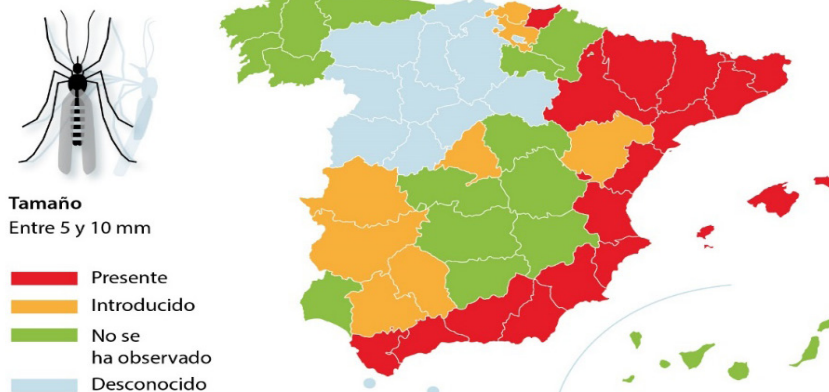 Tamaño
Entre 5 y 10 mm
Presente
Introducido
No se
ha observado
Desconocido